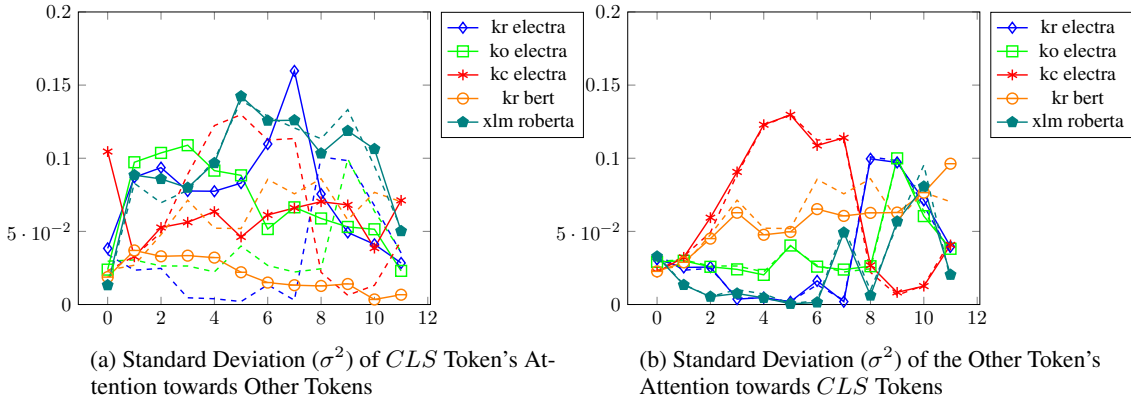 0.2
0.15
0.1
5 · 10⁻²
0
0 2 4 6 8 10 12
kr electra
ko electra
kc electra
kr bert
xlm roberta
(a) Standard Deviation (σ²) of CLS Token's At-
tention towards Other Tokens
0.2
0.15
0.1
5 · 10⁻²
0
0 2 4 6 8 10 12
kr electra
ko electra
kc electra
kr bert
xlm roberta
(b) Standard Deviation (σ²) of the Other Token's
Attention towards CLS Tokens